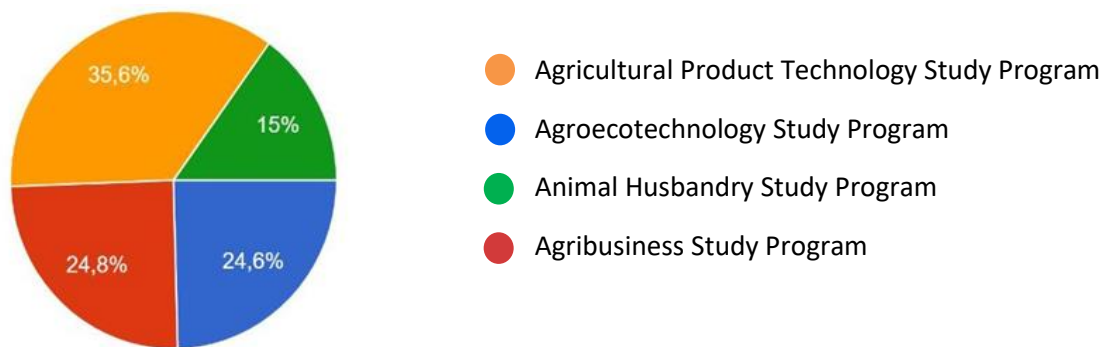 35,6%
15%
24,8%
24,6%
Agricultural Product Technology Study Program
Agroecotechnology Study Program
Animal Husbandry Study Program
Agribusiness Study Program